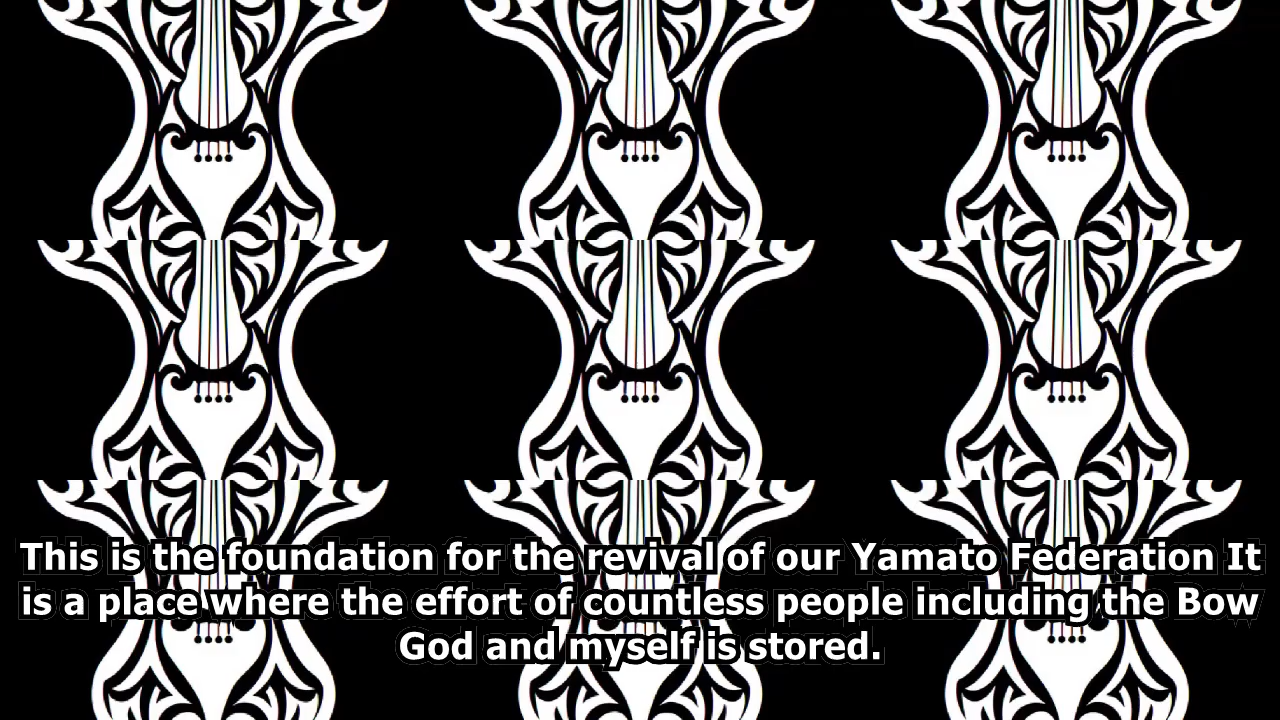 This is the foundation for the revival of our Yamato Federation It
is a place where the effort of countless people including the Bow
God and myself is stored.